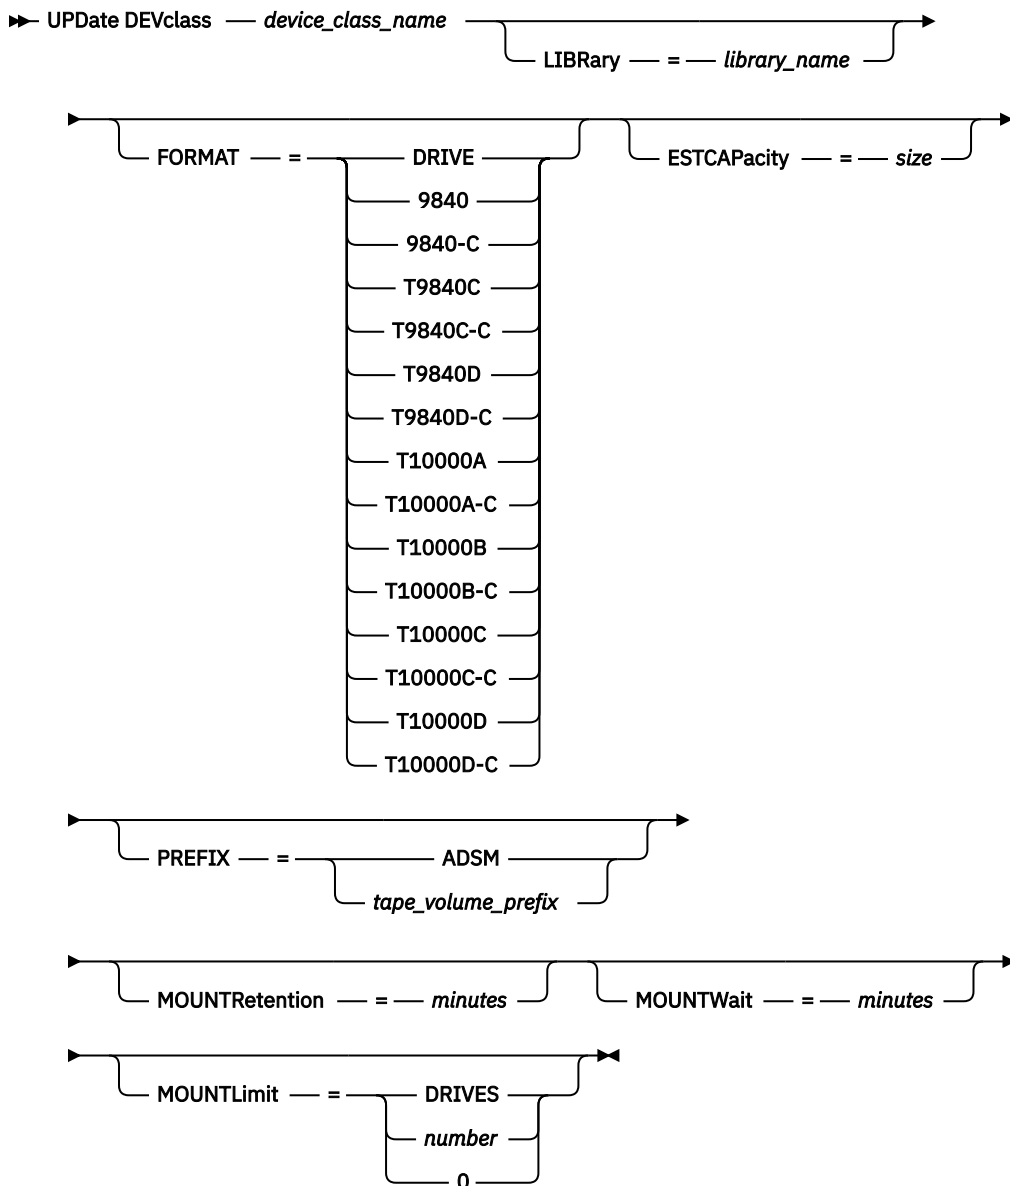 UPDate DEVclass device_class_name
LIBRary = library_name
FORMAT = DRIVE
ESTCAPacity = size
9840
9840-C
T9840C
T9840C-C
T9840D
T9840D-C
T10000A
T10000A-C
T10000B
T10000B-C
T10000C
T10000C-C
T10000D
T10000D-C
PREFIX = ADSM
tape_volume_prefix
MOUNTRetention = minutes
MOUNTWait = minutes
MOUNTLimit = DRIVES
number
0